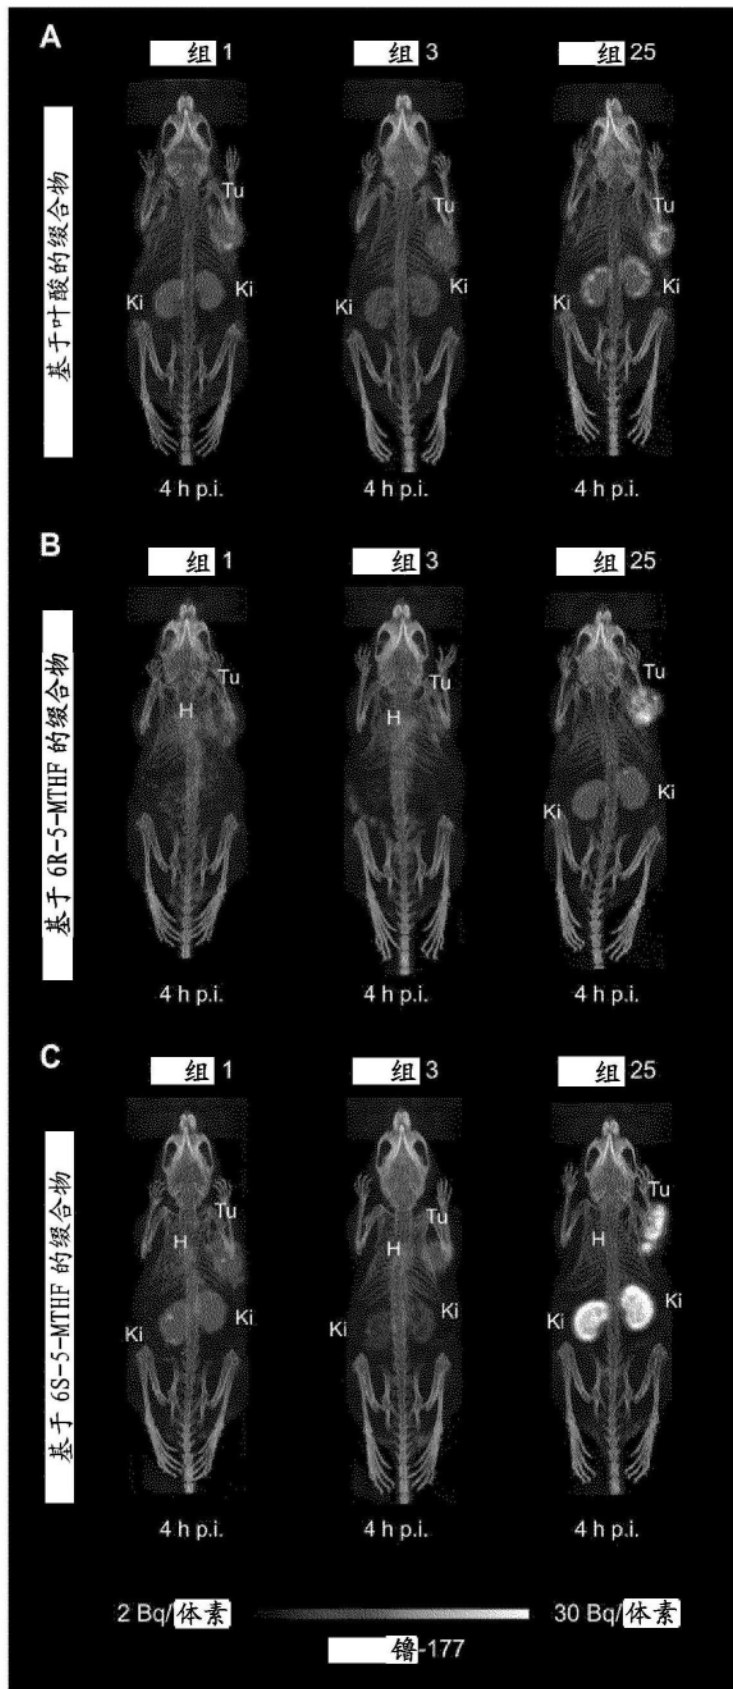 A
组 1
组 3
组 25
基于叶酸的缀合物
Tu
Tu
Tu
Ki
Ki
Ki
Ki
Ki
Ki
4 h p.i.
4 h p.i.
4 h p.i.
B
组 1
组 3
组 25
基于 6R-5-MTHF 的缀合物
Tu
Tu
Tu
H
H
Ki
Ki
4 h p.i.
4 h p.i.
4 h p.i.
C
组 1
组 3
组 25
基于 6S-5-MTHF 的缀合物
Tu
Tu
Tu
H
H
H
Ki
Ki
Ki
Ki
Ki
Ki
4 h p.i.
4 h p.i.
4 h p.i.
2 Bq/体素
30 Bq/体素
镥-177